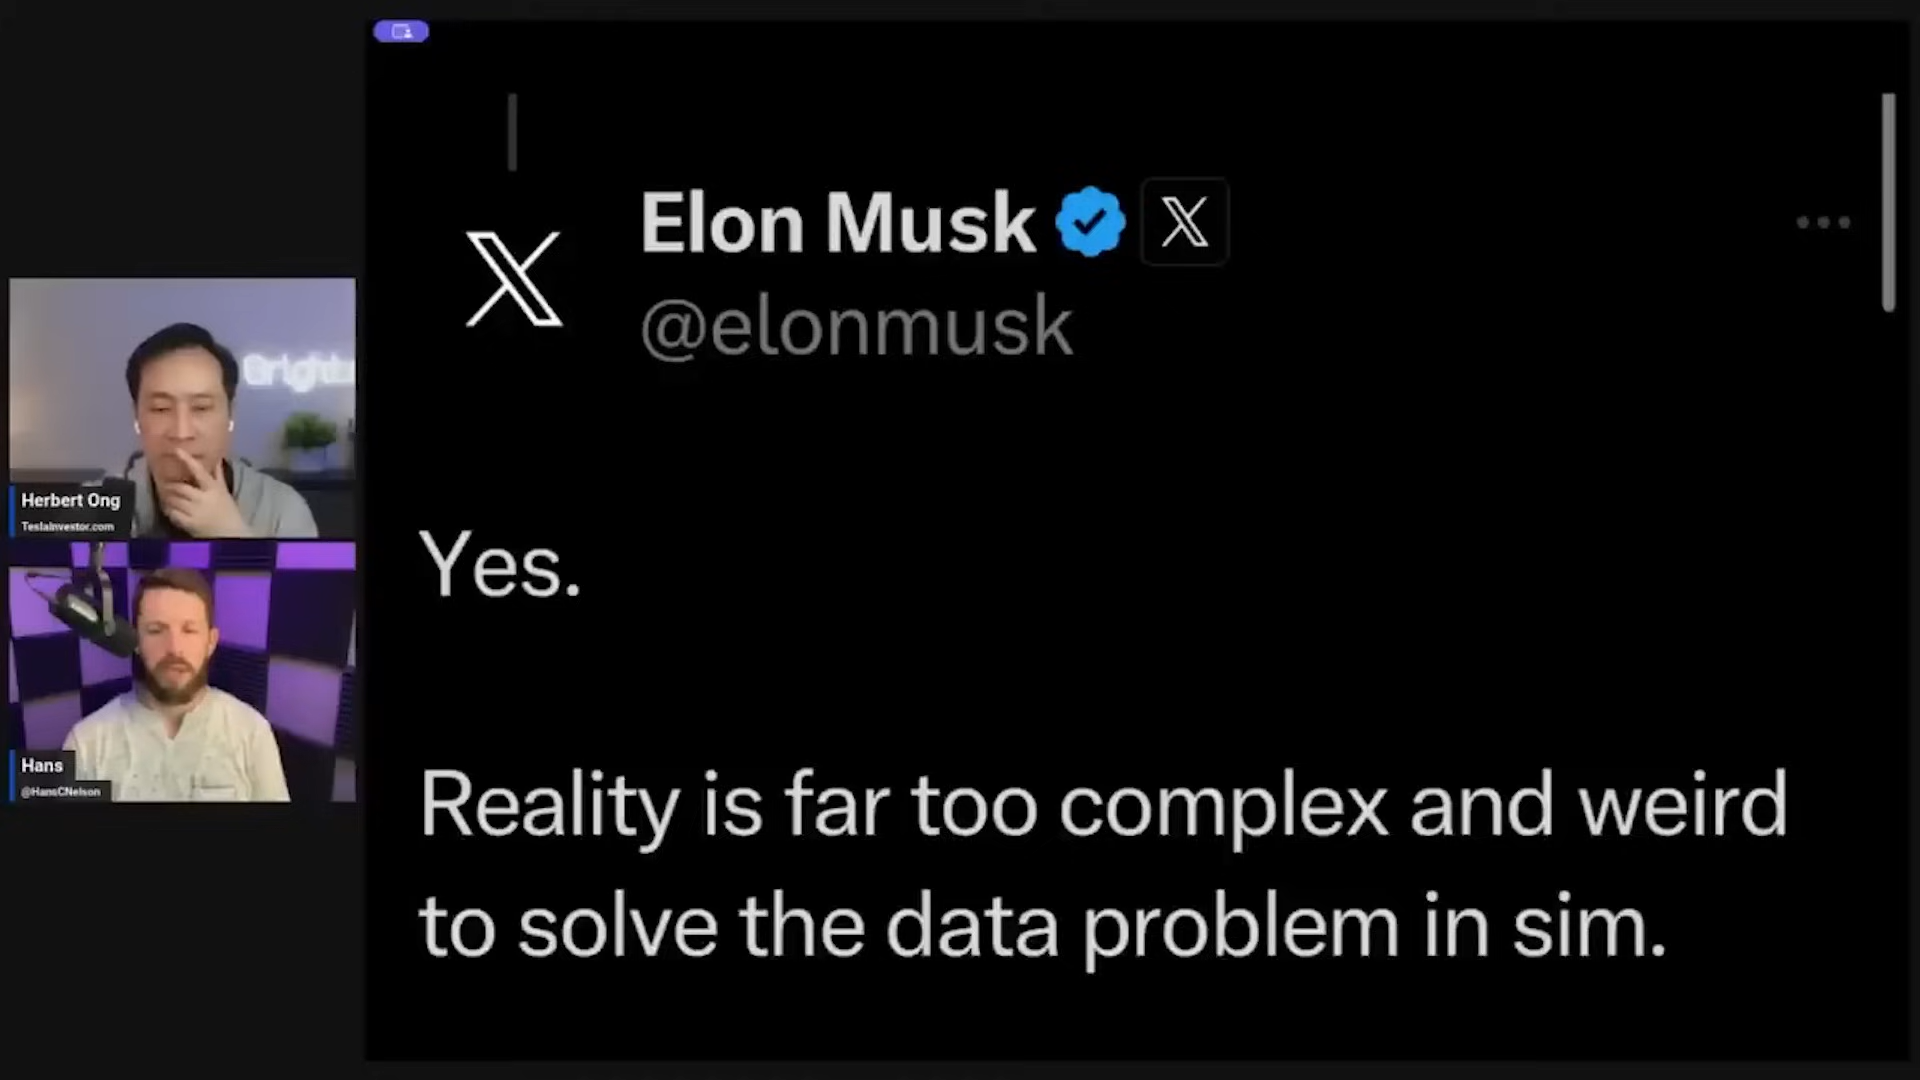 Elon Musk
@elonmusk
Yes.
Reality is far too complex and weird
to solve the data problem in sim.
Herbert Ong
TeslaInvestor.com
Hans
@HansCNelson